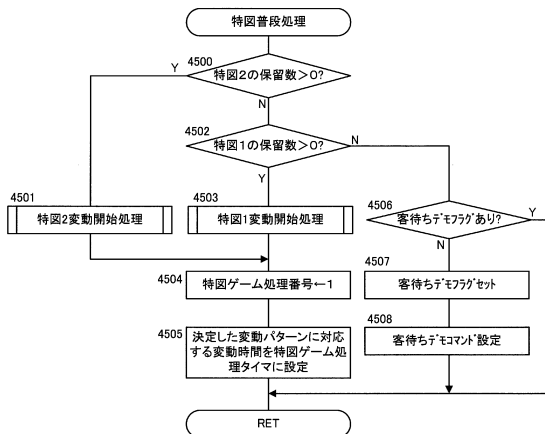 特図普段処理
4500
Y
特図2の保留数>0?
N
4502
特図1の保留数>0?
N
Y
4501
特図2変動開始処理
4503
特図1変動開始処理
4506
客待ちﾃﾞﾓﾌﾗｸﾞあり?
Y
N
4504
特図ゲーム処理番号←1
4507
客待ちﾃﾞﾓﾌﾗｸﾞｾｯﾄ
4505
決定した変動パターンに対応
する変動時間を特図ゲーム処
理タイマに設定
4508
客待ちﾃﾞﾓｺﾏﾝﾄﾞ設定
RET